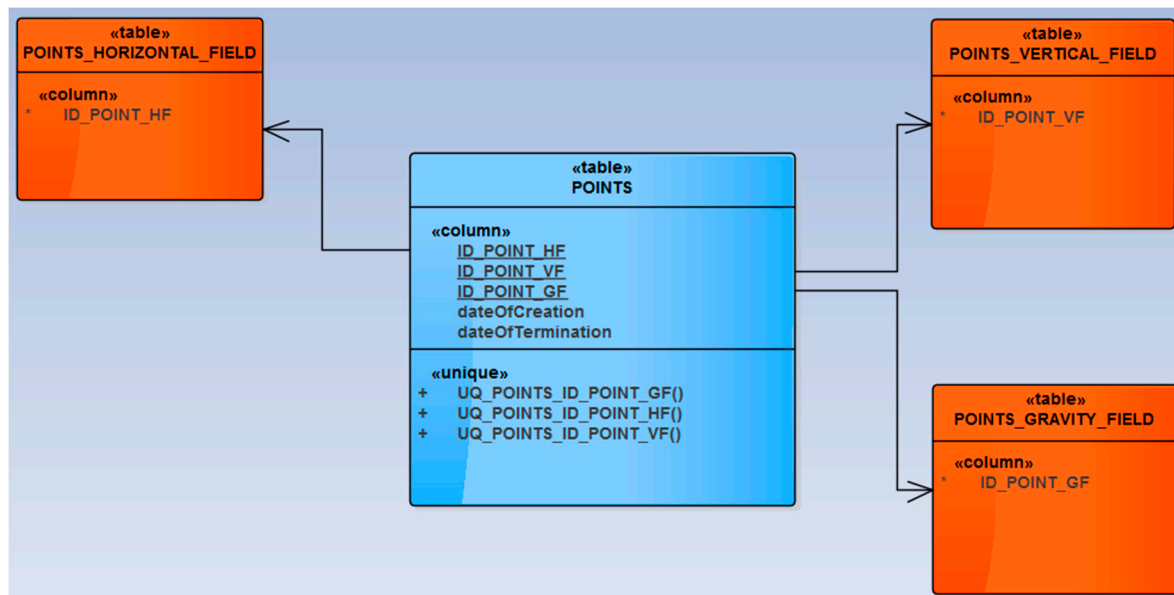 «table»
POINTS_HORIZONTAL_FIELD
«column»
* ID_POINT_HF
«table»
POINTS
«column»
ID_POINT_HF
ID_POINT_VF
ID_POINT_GF
dateOfCreation
dateOfTermination
«unique»
+ UQ_POINTS_ID_POINT_GF()
+ UQ_POINTS_ID_POINT_HF()
+ UQ_POINTS_ID_POINT_VF()
«table»
POINTS_VERTICAL_FIELD
«column»
* ID_POINT_VF
«table»
POINTS_GRAVITY_FIELD
«column»
* ID_POINT_GF